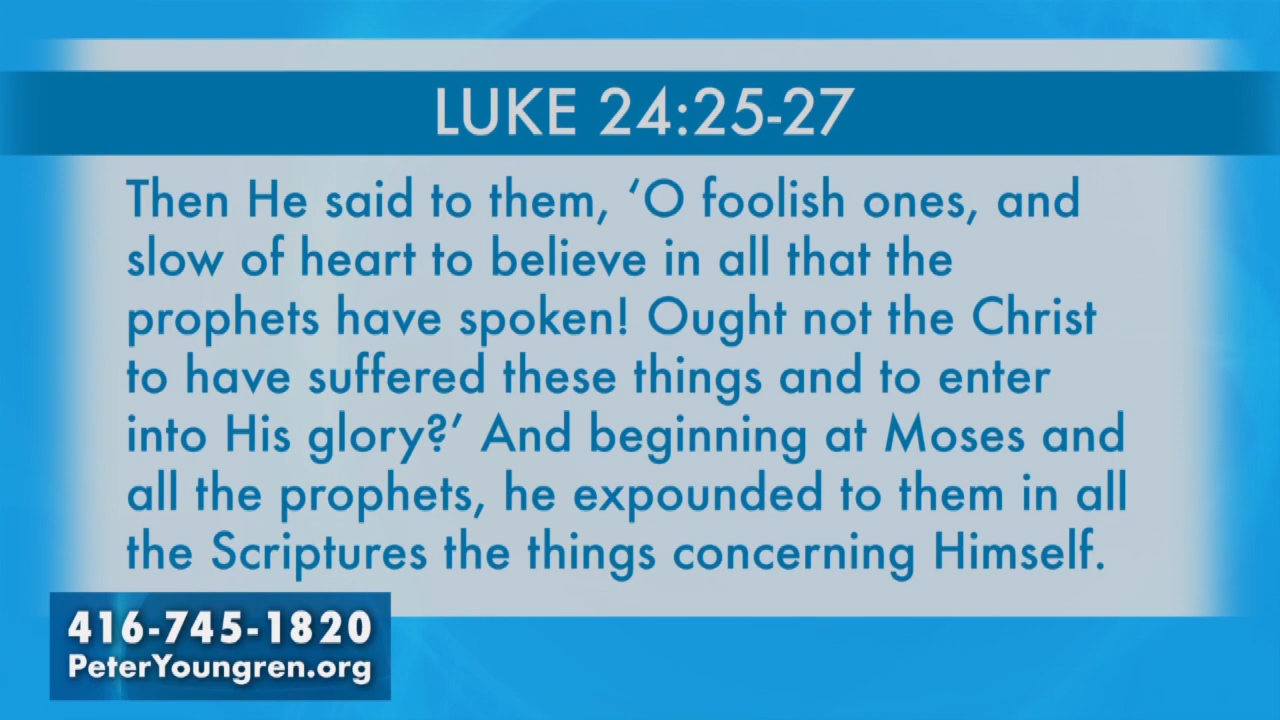 LUKE 24:25-27
Then He said to them, ‘O foolish ones, and
slow of heart to believe in all that the
prophets have spoken! Ought not the Christ
to have suffered these things and to enter
into His glory?’ And beginning at Moses and
all the prophets, he expounded to them in all
the Scriptures the things concerning Himself.
416-745-1820
PeterYoungren.org